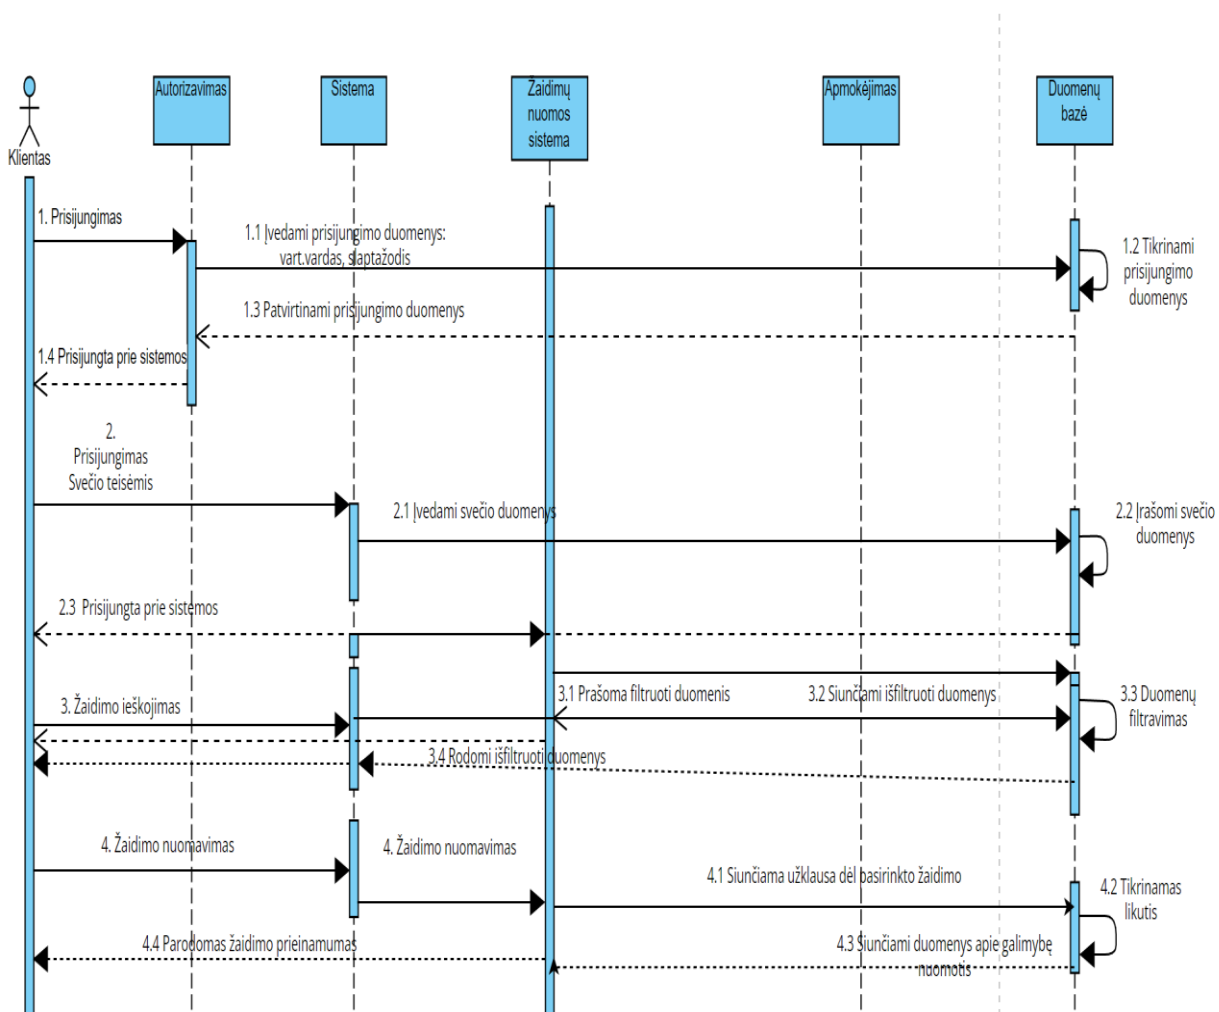 Autorizavimas
Sistema
Žaidimų
nuomos
sistema
Apmokėjimas
Duomenų
bazė
Klientas
1. Prisijungimas
1.1 Įvedami prisijungimo duomenys:
vart.vardas, slaptažodis
1.2 Tikrinami
prisijungimo
duomenys
1.3 Patvirtinami prisijungimo duomenys
1.4 Prisijungta prie sistemos
2.
Prisijungimas
Svečio teisėmis
2.1 Įvedami svečio duomenys
2.2 Įrašomi svečio
duomenys
2.3 Prisijungta prie sistemos
3. Žaidimo ieškojimas
3.1 Prašoma filtruoti duomenis
3.2 Siunčiami išfiltruoti duomenys
3.3 Duomenų
filtravimas
3.4 Rodomi išfiltruoti duomenys
4. Žaidimo nuomavimas
4. Žaidimo nuomavimas
4.1 Siunčiama užklausa dėl pasirinkto žaidimo
4.2 Tikrinamas
likutis
4.3 Siunčiami duomenys apie galimybę
nuomotis
4.4 Parodomas žaidimo prieinamumas